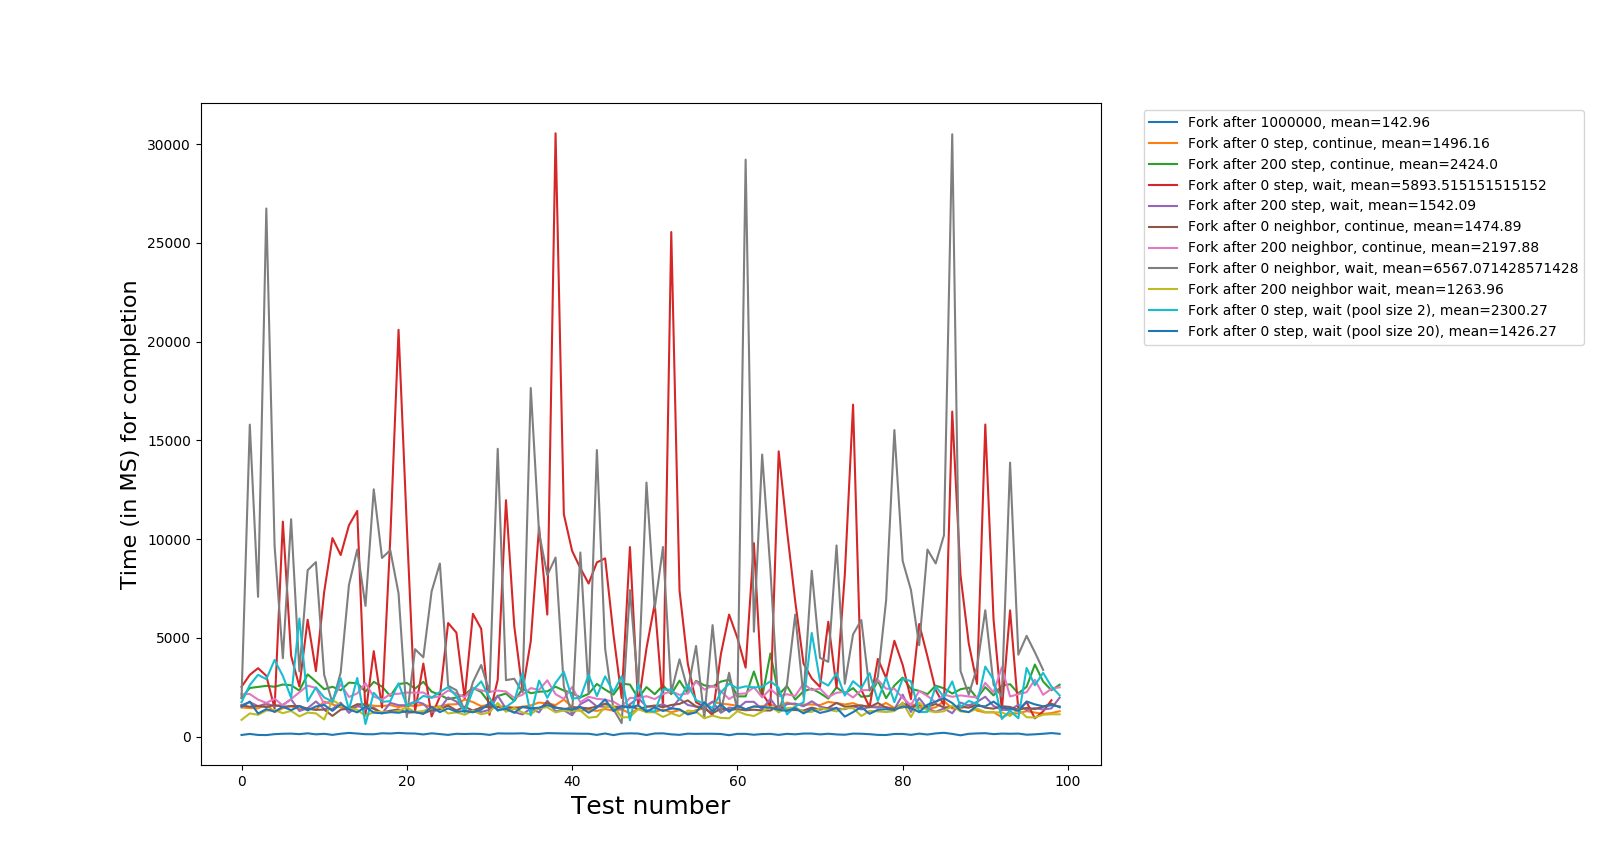 30000
25000
20000
15000
10000
5000
0
Time (in MS) for completion
0 20 40 60 80 100
Test number
Fork after 1000000, mean=142.96
Fork after 0 step, continue, mean=1496.16
Fork after 200 step, continue, mean=2424.0
Fork after 0 step, wait, mean=5893.515151515152
Fork after 200 step, wait, mean=1542.09
Fork after 0 neighbor, continue, mean=1474.89
Fork after 200 neighbor, continue, mean=2197.88
Fork after 0 neighbor, wait, mean=6567.071428571428
Fork after 200 neighbor wait, mean=1263.96
Fork after 0 step, wait (pool size 2), mean=2300.27
Fork after 0 step, wait (pool size 20), mean=1426.27